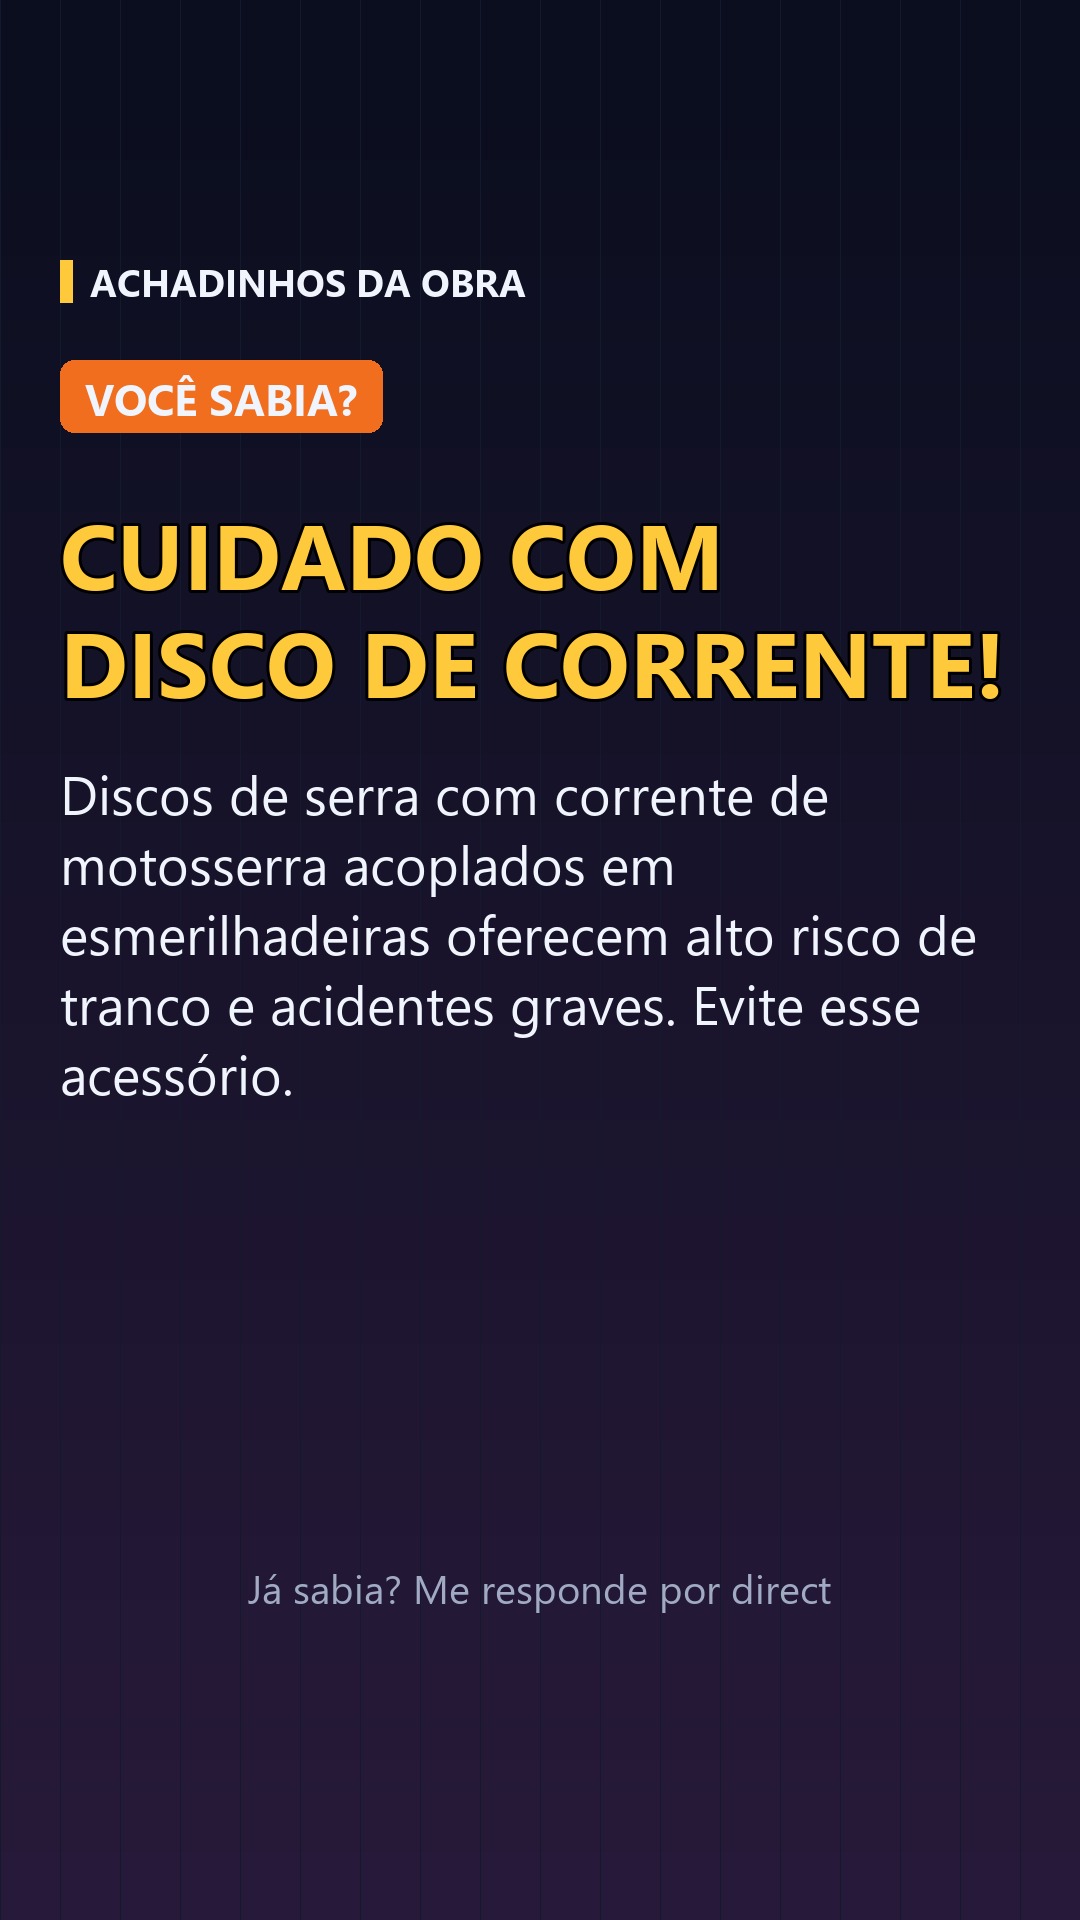 ACHADINHOS DA OBRA
VOCÊ SABIA?
CUIDADO COM
DISCO DE CORRENTE!
Discos de serra com corrente de
motosserra acoplados em
esmerilhadeiras oferecem alto risco de
tranco e acidentes graves. Evite esse
acessório.
Já sabia? Me responde por direct